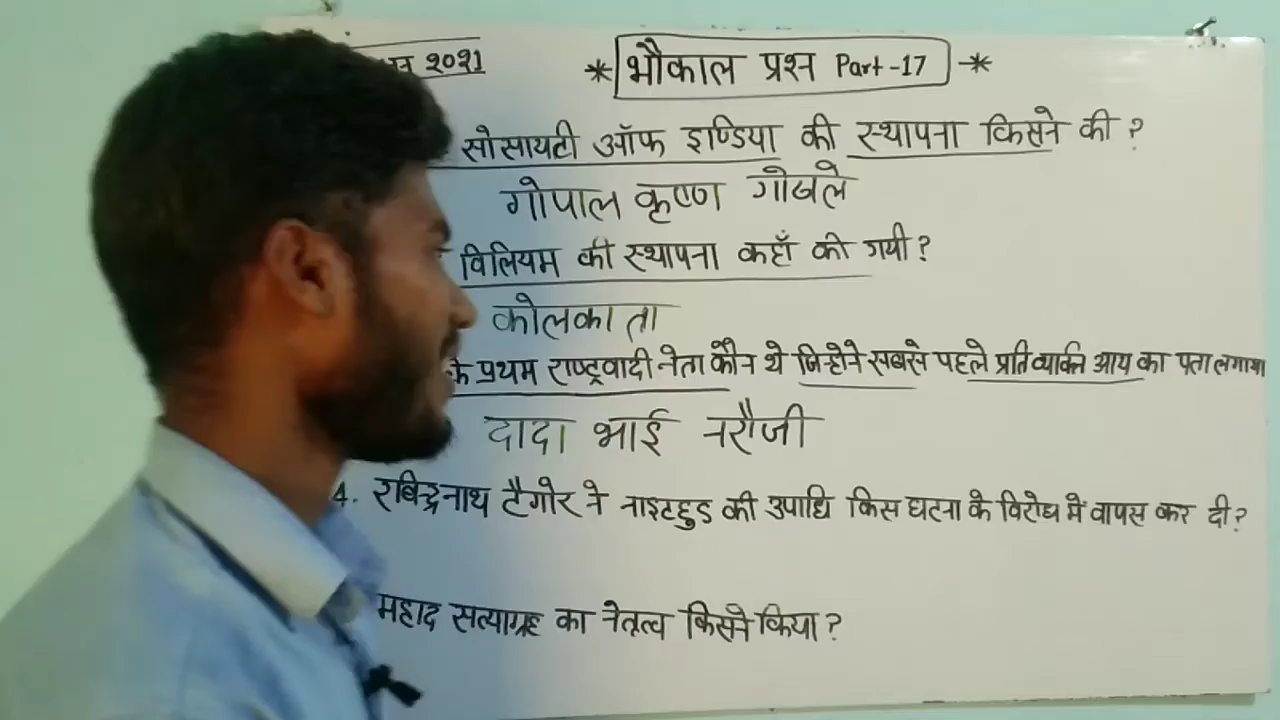 २०२१
* भौकाल प्रश्न Part -17 *
सोसायटी ऑफ इण्डिया की स्थापना किसने की ?
गोपाल कृष्ण गोखले
विलियम की स्थापना कहाँ की गयी ?
कोलकाता
के प्रथम राष्ट्रवादी नेता कौन थे जिन्होने सबसे पहले प्रतिव्यक्ति आय का पता लगाया
दादा भाई नरौजी
4. रबिन्द्रनाथ टैगोर ने नाइटहुड की उपाधि किस घटना के विरोध में वापस कर दी ?
महाद सत्याग्रह का नेतृत्व किसने किया ?